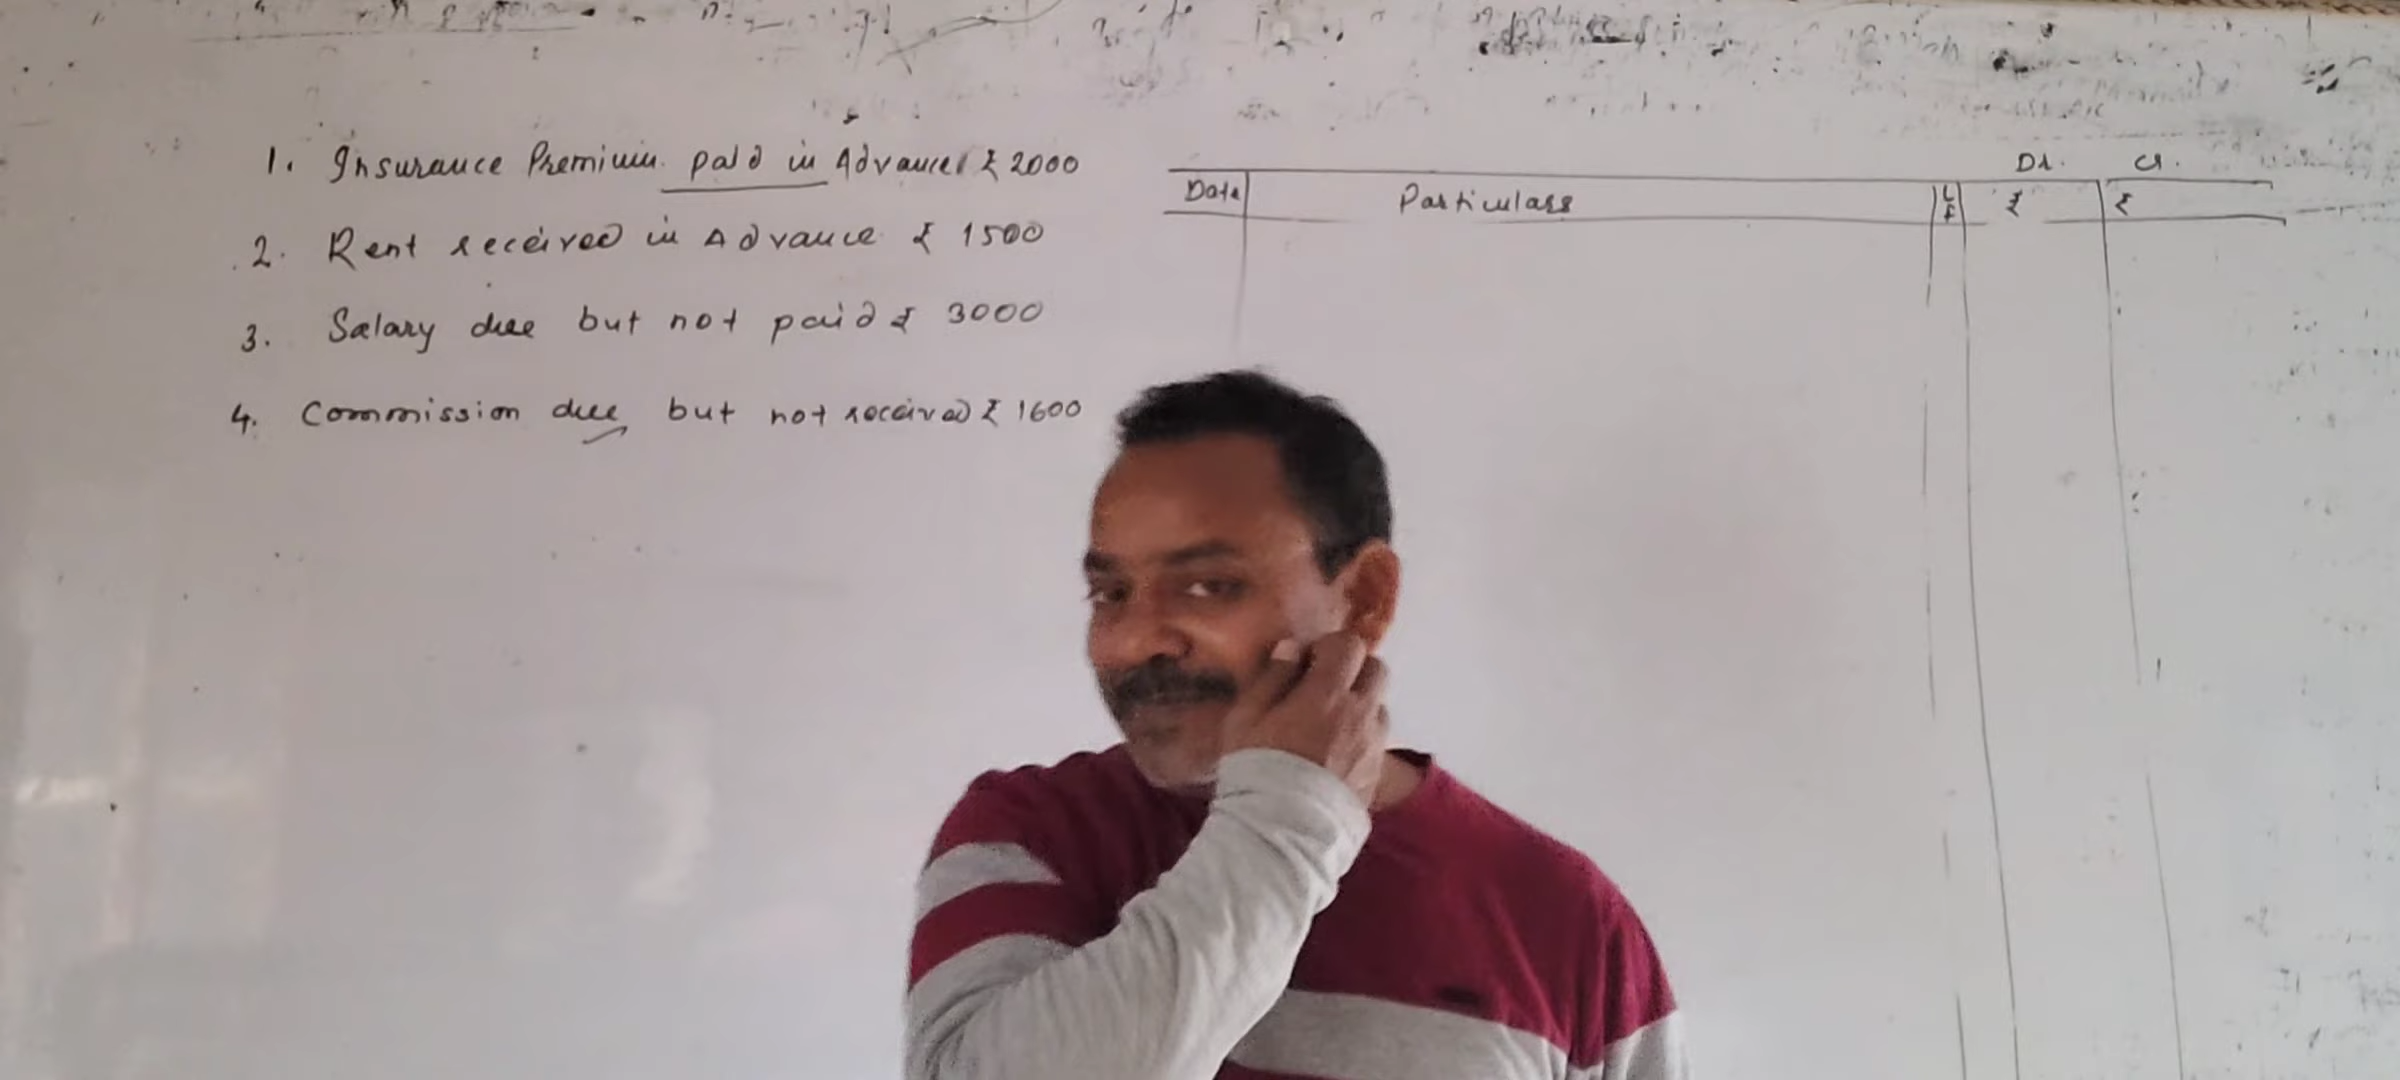 1. Insurance Premium paid in Advance ₹ 2000
2. Rent received in Advance ₹ 1500
3. Salary due but not paid ₹ 3000
4. Commission due but not received ₹ 1600
Dr. Cr.
Date Particulars LF ₹ ₹